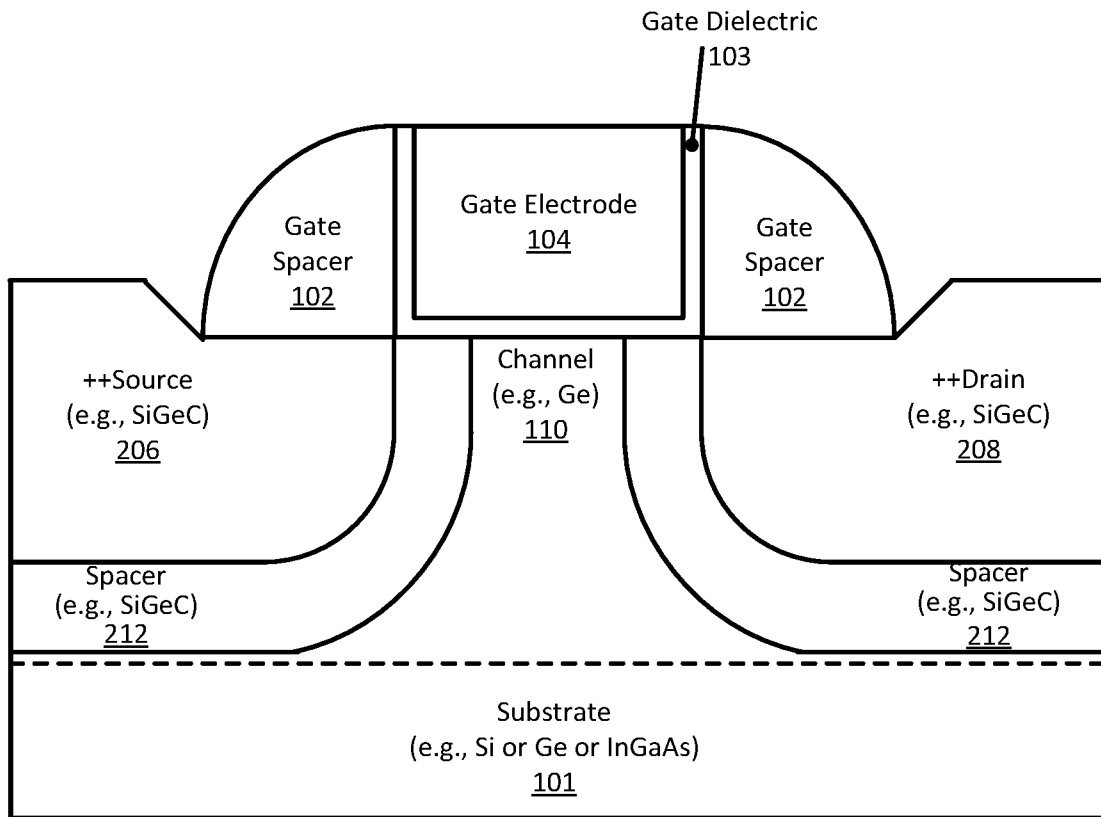 Gate Dielectric
103
Gate Electrode
104
Gate
Spacer
102
Gate
Spacer
102
++Source
(e.g., SiGeC)
206
Channel
(e.g., Ge)
110
++Drain
(e.g., SiGeC)
208
Spacer
(e.g., SiGeC)
212
Spacer
(e.g., SiGeC)
212
Substrate
(e.g., Si or Ge or InGaAs)
101